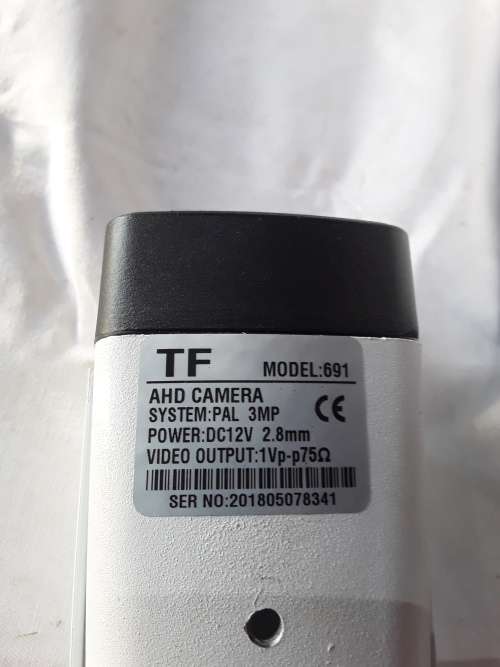 TF
MODEL:691
AHD CAMERA
SYSTEM:PAL 3MP
CE
POWER:DC12V 2.8mm
VIDEO OUTPUT:1Vp-p75Ω
SER NO:201805078341